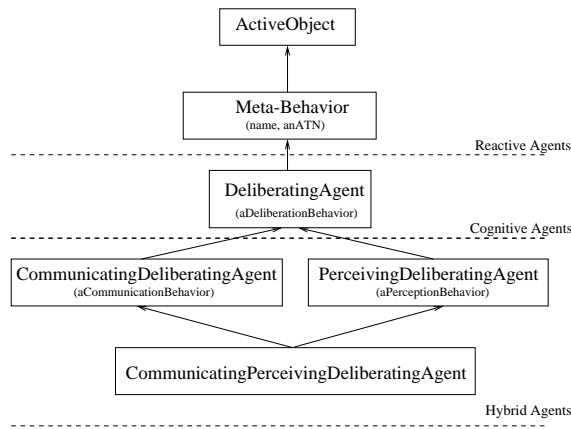 ActiveObject
Meta-Behavior
(name, anATN)
Reactive Agents
DeliberatingAgent
(aDeliberationBehavior)
Cognitive Agents
CommunicatingDeliberatingAgent
(aCommunicationBehavior)
PerceivingDeliberatingAgent
(aPerceptionBehavior)
CommunicatingPerceivingDeliberatingAgent
Hybrid Agents